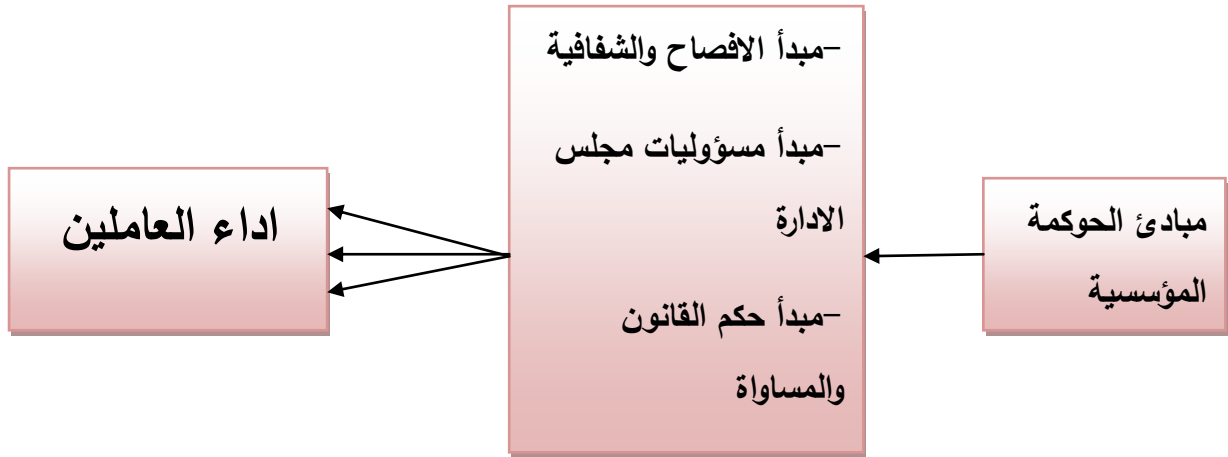 مبادئ الحوكمة
المؤسسية
–مبدأ الافصاح والشفافية
–مبدأ مسؤوليات مجلس
الادارة
–مبدأ حكم القانون
والمساواة
اداء العاملين